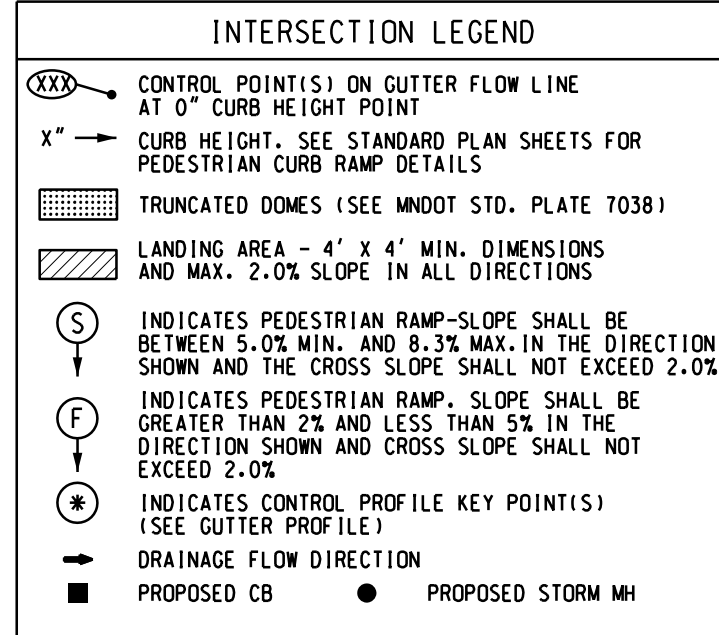 INTERSECTION LEGEND
XXX CONTROL POINT(S) ON GUTTER FLOW LINE
AT 0" CURB HEIGHT POINT
X" CURB HEIGHT. SEE STANDARD PLAN SHEETS FOR
PEDESTRIAN CURB RAMP DETAILS
TRUNCATED DOMES (SEE MNDOT STD. PLATE 7038)
LANDING AREA - 4' X 4' MIN. DIMENSIONS
AND MAX. 2.0% SLOPE IN ALL DIRECTIONS
S INDICATES PEDESTRIAN RAMP-SLOPE SHALL BE
BETWEEN 5.0% MIN. AND 8.3% MAX.IN THE DIRECTION
SHOWN AND THE CROSS SLOPE SHALL NOT EXCEED 2.0%
F INDICATES PEDESTRIAN RAMP. SLOPE SHALL BE
GREATER THAN 2% AND LESS THAN 5% IN THE
DIRECTION SHOWN AND CROSS SLOPE SHALL NOT
EXCEED 2.0%
* INDICATES CONTROL PROFILE KEY POINT(S)
(SEE GUTTER PROFILE)
DRAINAGE FLOW DIRECTION
PROPOSED CB PROPOSED STORM MH